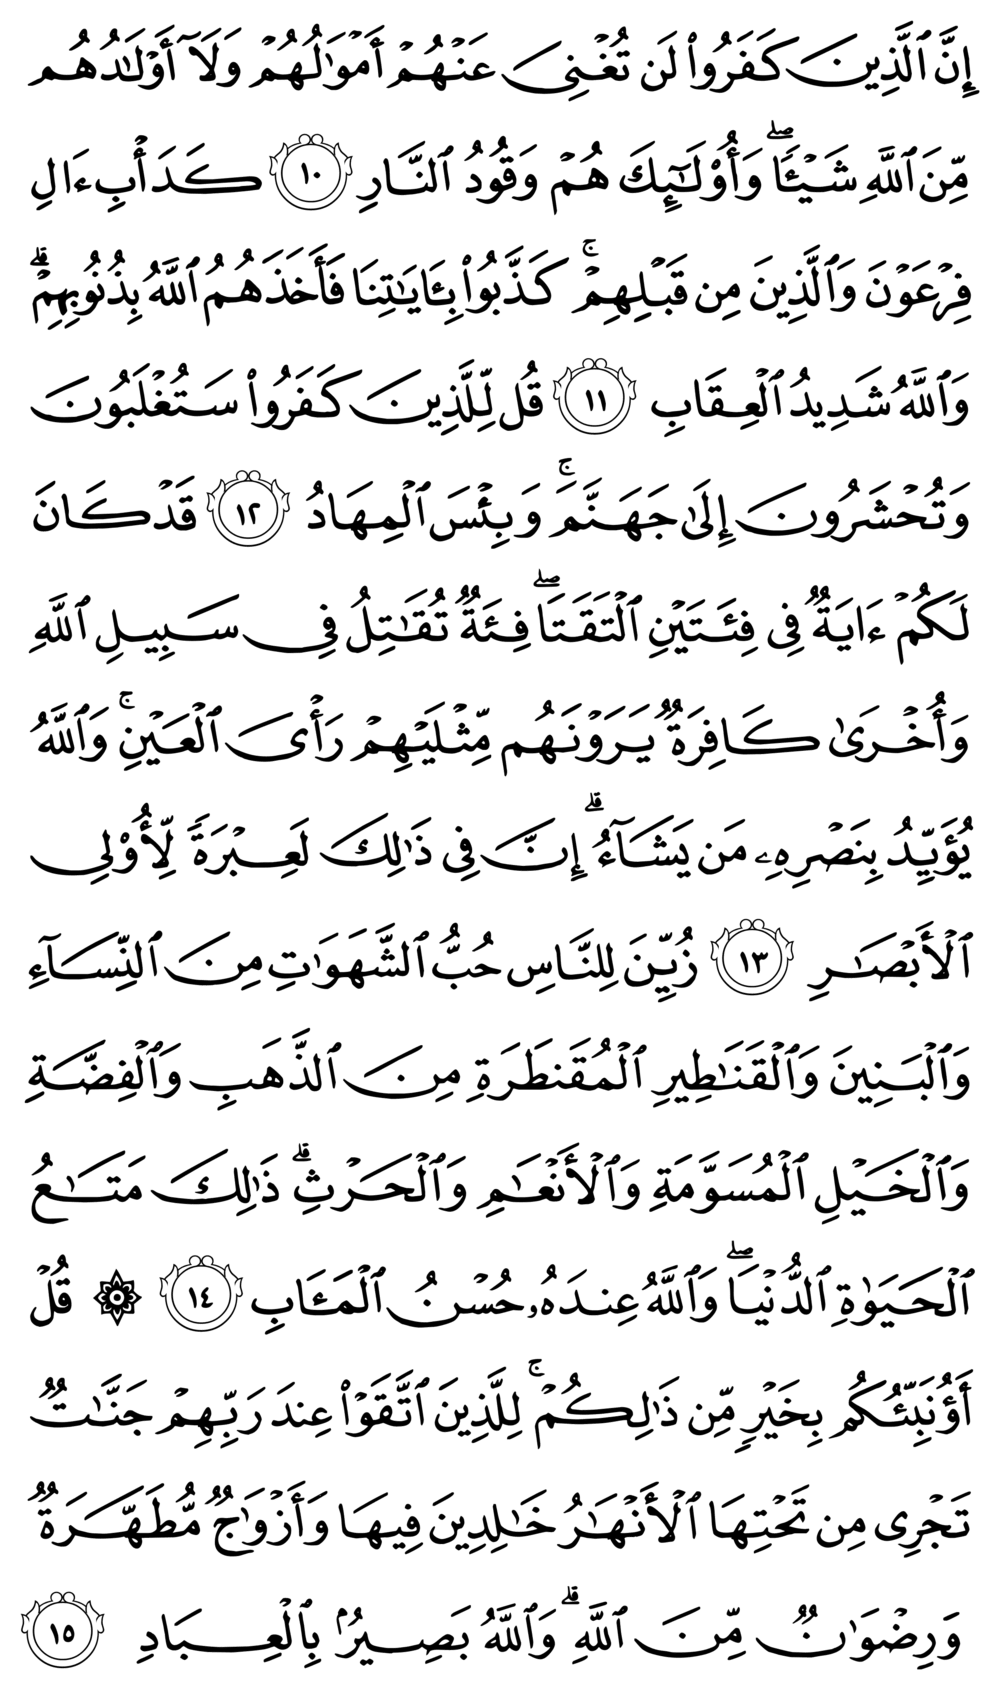 إِنَّ ٱلَّذِينَ كَفَرُوا۟ لَن تُغْنِىَ عَنْهُمْ أَمْوَٰلُهُمْ وَلَآ أَوْلَـٰدُهُم
مِّنَ ٱللَّهِ شَيْـًٔا ۖ وَأُو۟لَـٰٓئِكَ هُمْ وَقُودُ ٱلنَّارِ ١٠ كَدَأْبِ ءَالِ
فِرْعَوْنَ وَٱلَّذِينَ مِن قَبْلِهِمْ ۚ كَذَّبُوا۟ بِـَٔايَـٰتِنَا فَأَخَذَهُمُ ٱللَّهُ بِذُنُوبِهِمْ ۗ
وَٱللَّهُ شَدِيدُ ٱلْعِقَابِ ١١ قُل لِّلَّذِينَ كَفَرُوا۟ سَتُغْلَبُونَ
وَتُحْشَرُونَ إِلَىٰ جَهَنَّمَ ۚ وَبِئْسَ ٱلْمِهَادُ ١٢ قَدْ كَانَ
لَكُمْ ءَايَةٌ فِى فِئَتَيْنِ ٱلْتَقَتَا ۖ فِئَةٌ تُقَـٰتِلُ فِى سَبِيلِ ٱللَّهِ
وَأُخْرَىٰ كَافِرَةٌ يَرَوْنَهُم مِّثْلَيْهِمْ رَأْىَ ٱلْعَيْنِ ۚ وَٱللَّهُ
يُؤَيِّدُ بِنَصْرِهِۦ مَن يَشَآءُ ۗ إِنَّ فِى ذَٰلِكَ لَعِبْرَةً لِّأُو۟لِى
ٱلْأَبْصَـٰرِ ١٣ زُيِّنَ لِلنَّاسِ حُبُّ ٱلشَّهَوَٰتِ مِنَ ٱلنِّسَآءِ
وَٱلْبَنِينَ وَٱلْقَنَـٰطِيرِ ٱلْمُقَنطَرَةِ مِنَ ٱلذَّهَبِ وَٱلْفِضَّةِ
وَٱلْخَيْلِ ٱلْمُسَوَّمَةِ وَٱلْأَنْعَـٰمِ وَٱلْحَرْثِ ۗ ذَٰلِكَ مَتَـٰعُ
ٱلْحَيَوٰةِ ٱلدُّنْيَا ۖ وَٱللَّهُ عِندَهُۥ حُسْنُ ٱلْمَـَٔابِ ١٤ ۞ قُلْ
أَؤُنَبِّئُكُم بِخَيْرٍ مِّن ذَٰلِكُمْ ۚ لِلَّذِينَ ٱتَّقَوْا۟ عِندَ رَبِّهِمْ جَنَّـٰتٌ
تَجْرِى مِن تَحْتِهَا ٱلْأَنْهَـٰرُ خَـٰلِدِينَ فِيهَا وَأَزْوَٰجٌ مُّطَهَّرَةٌ
وَرِضْوَٰنٌ مِّنَ ٱللَّهِ ۗ وَٱللَّهُ بَصِيرٌۢ بِٱلْعِبَادِ ١٥